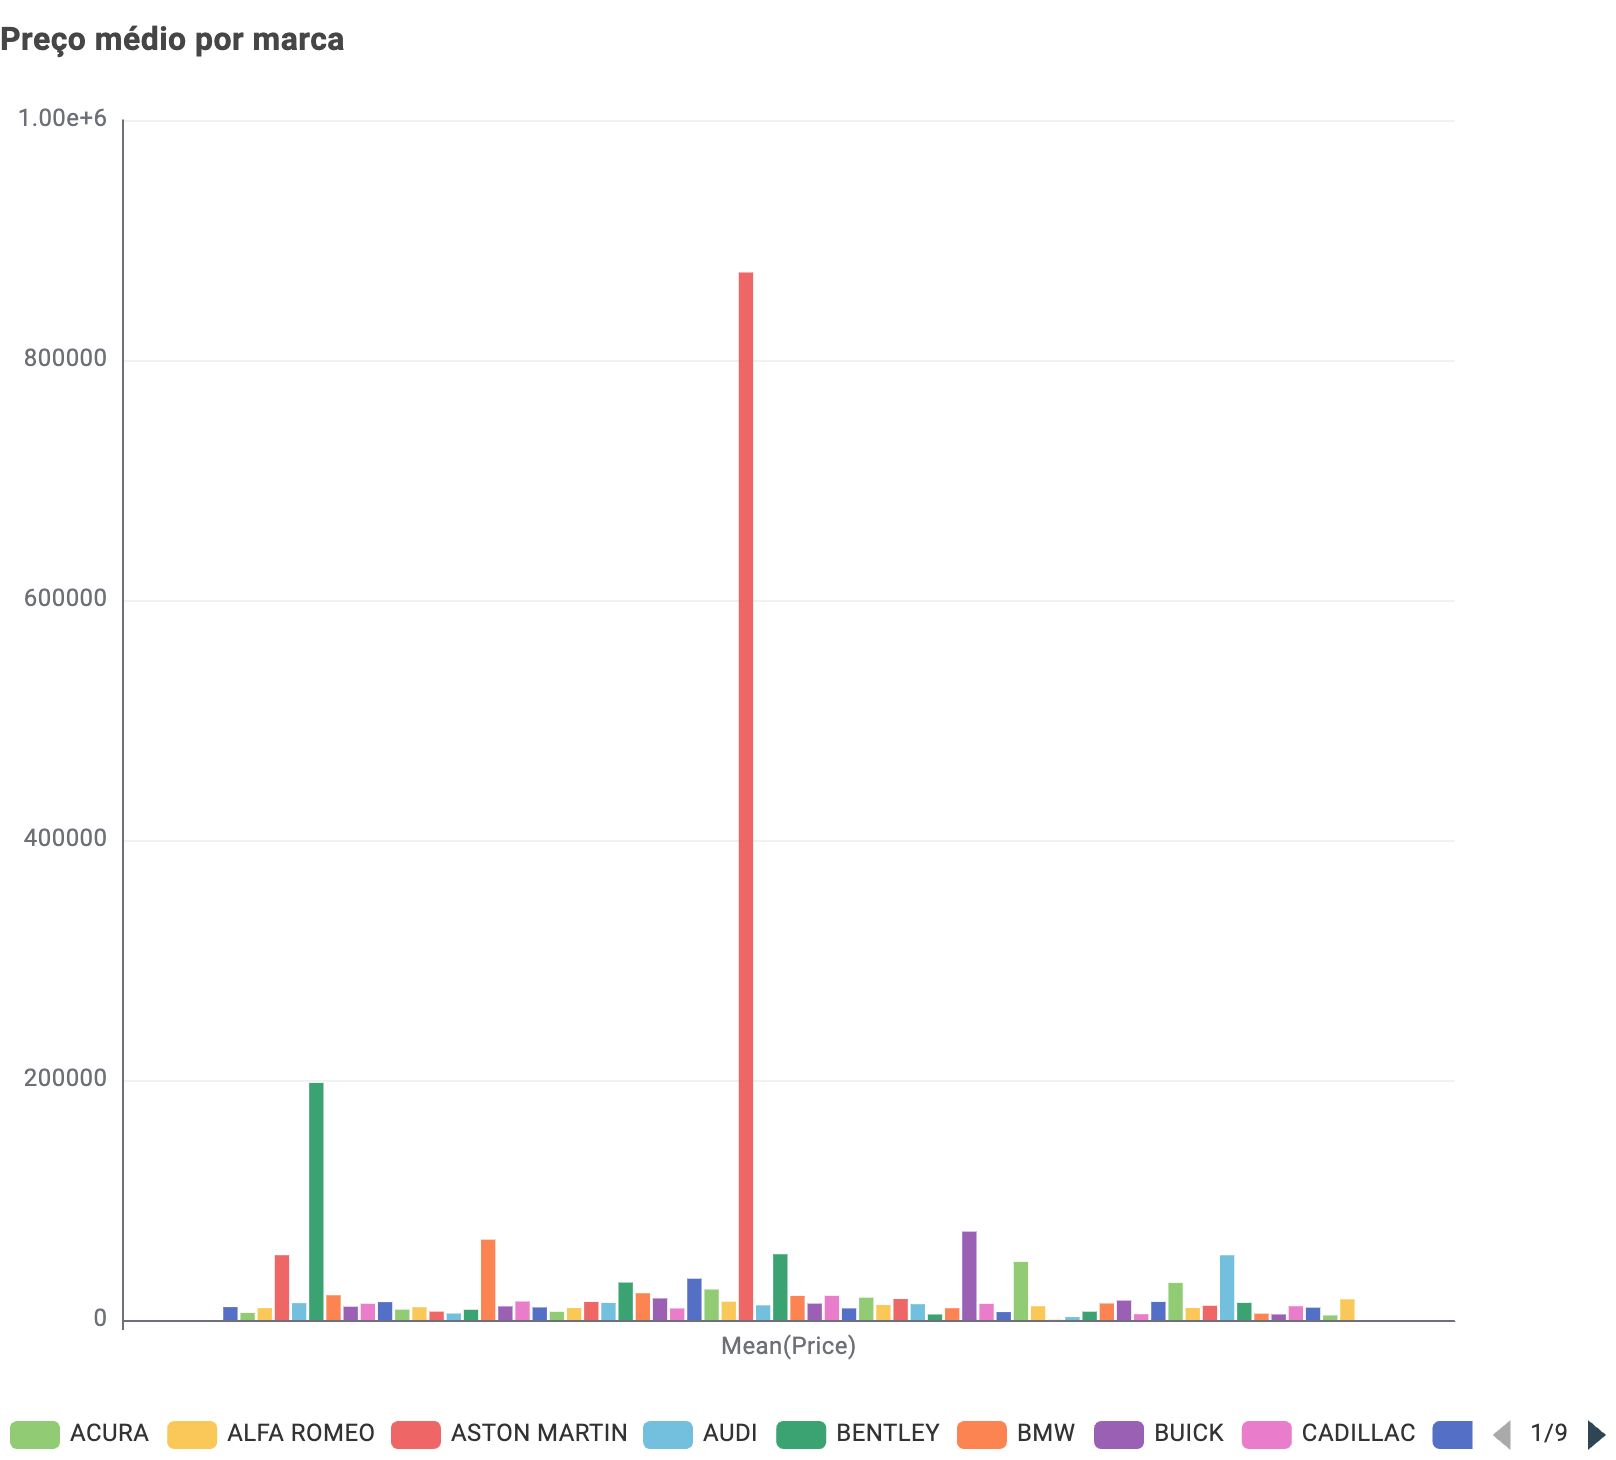 Preço médio por marca
1.00e+6
800000
600000
400000
200000
0
Mean(Price)
ACURA ALFA ROMEO ASTON MARTIN AUDI BENTLEY BMW BUICK CADILLAC 1/9